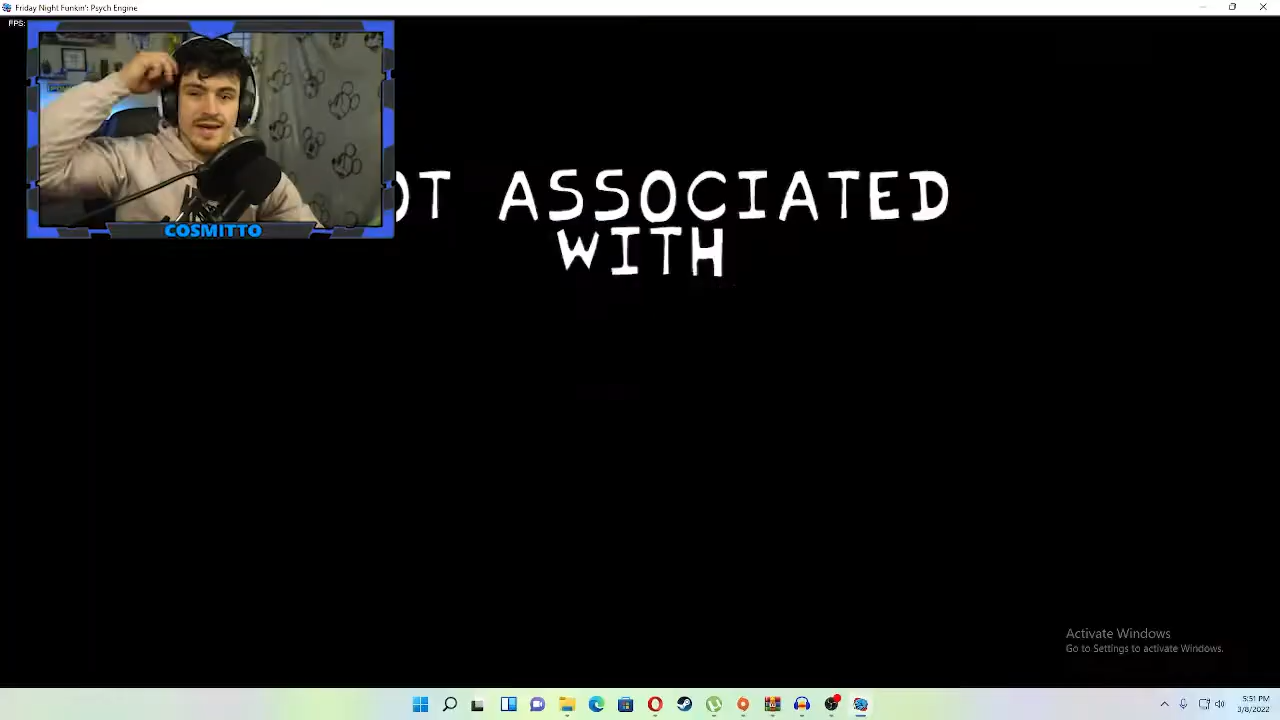 Friday Night Funkin': Psych Engine
FPS:
OT ASSOCIATED
WITH
COSMITTO
Activate Windows
Go to Settings to activate Windows.
3:51 PM
3/8/2022